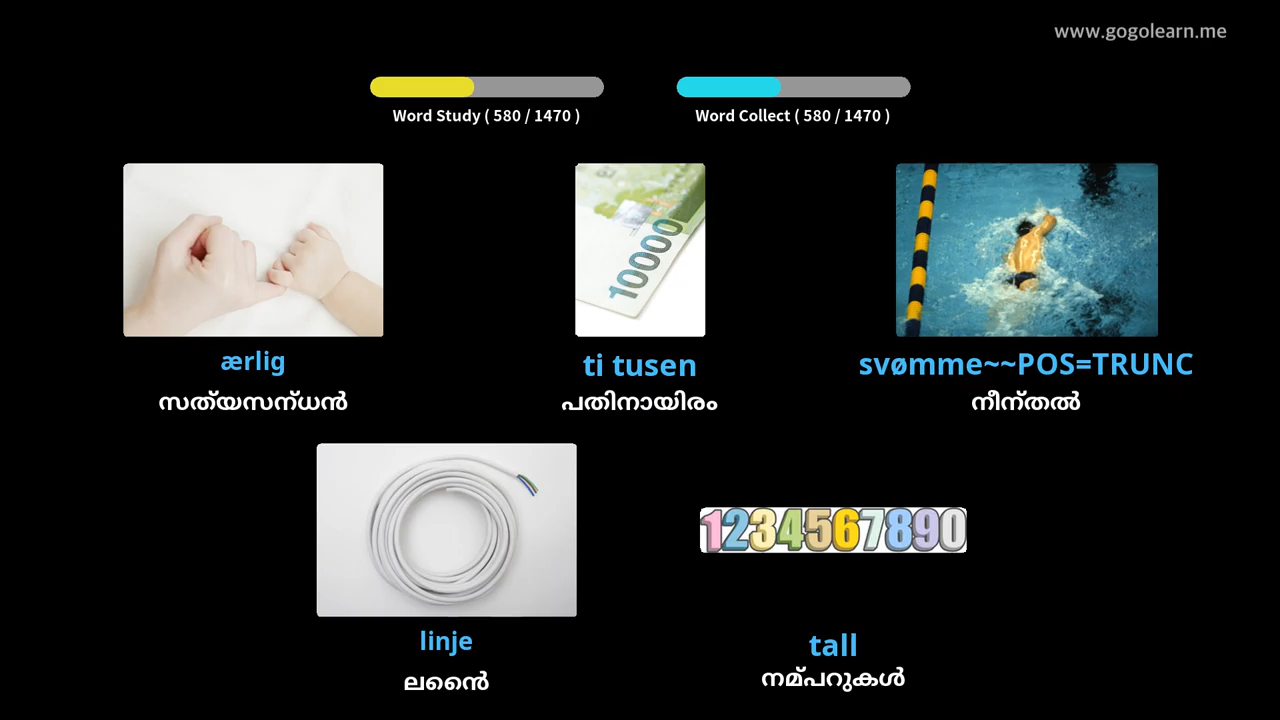 www.gogolearn.me
Word Study ( 580 / 1470 )
Word Collect ( 580 / 1470 )
10000
ærlig
ti tusen
svømme~~POS=TRUNC
സത്യസന്ധൻ
പതിനായിരം
നീന്തൽ
1234567890
linje
tall
ലൈൻ
നമ്പറുകൾ